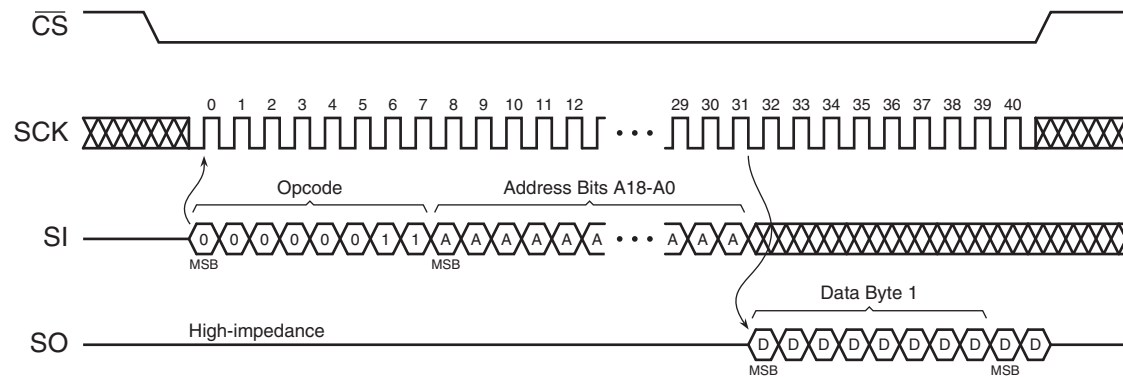 CS
0 1 2 3 4 5 6 7 8 9 10 11 12 29 30 31 32 33 34 35 36 37 38 39 40
SCK
Opcode Address Bits A18-A0
SI 0 0 0 0 0 0 1 1 A A A A A A A A A
MSB MSB
Data Byte 1
High-impedance
SO D D D D D D D D D D
MSB MSB